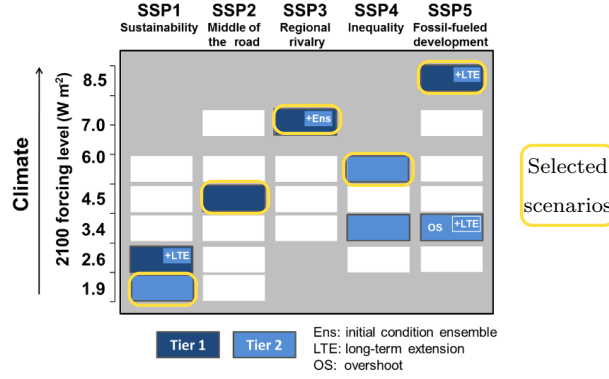 SSP1 SSP2 SSP3 SSP4 SSP5
Sustainability Middle of the road Regional rivalry Inequality Fossil-fueled development
Climate
2100 forcing level (W m²)
8.5 +LTE
7.0 +Ens
6.0
4.5
3.4 OS +LTE
2.6 +LTE
1.9
Selected
scenarios
Tier 1 Tier 2
Ens: initial condition ensemble
LTE: long-term extension
OS: overshoot